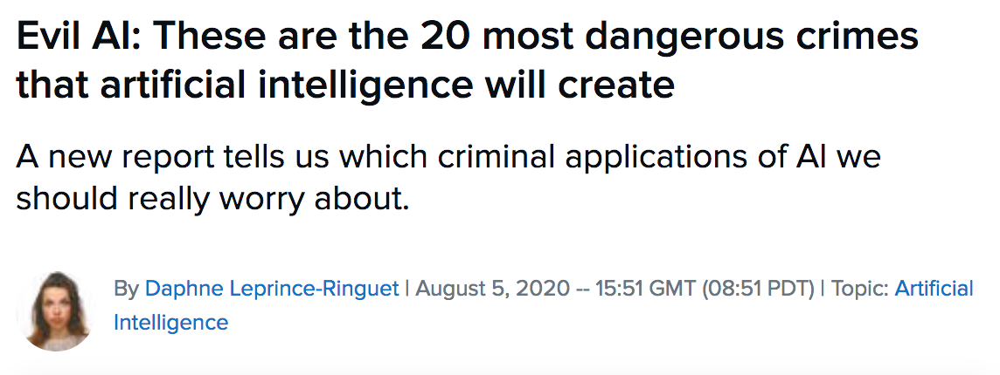 Evil AI: These are the 20 most dangerous crimes
that artificial intelligence will create
A new report tells us which criminal applications of AI we
should really worry about.
By Daphne Leprince-Ringuet | August 5, 2020 -- 15:51 GMT (08:51 PDT) | Topic: Artificial
Intelligence